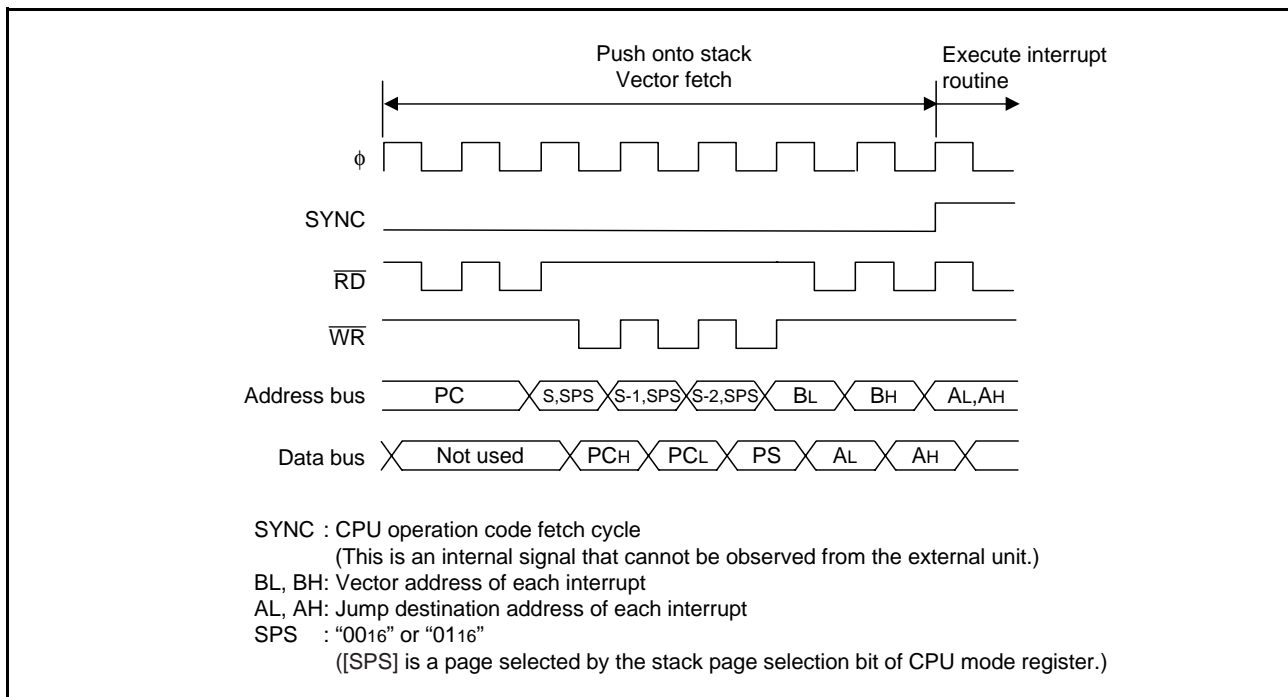 Push onto stack
Vector fetch
Execute interrupt
routine
ϕ
SYNC
RD
WR
Address bus
PC
S,SPS
S-1,SPS
S-2,SPS
BL
BH
AL,AH
Data bus
Not used
PCH
PCL
PS
AL
AH
SYNC : CPU operation code fetch cycle
(This is an internal signal that cannot be observed from the external unit.)
BL, BH: Vector address of each interrupt
AL, AH: Jump destination address of each interrupt
SPS : “0016” or “0116”
([SPS] is a page selected by the stack page selection bit of CPU mode register.)